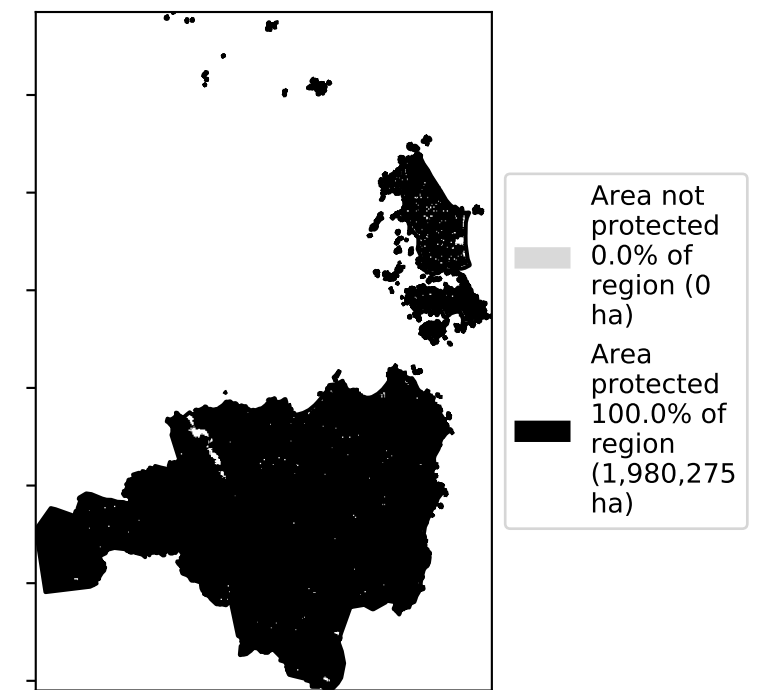 Area not
protected
0.0% of
region (0
ha)
Area
protected
100.0% of
region
(1,980,275
ha)